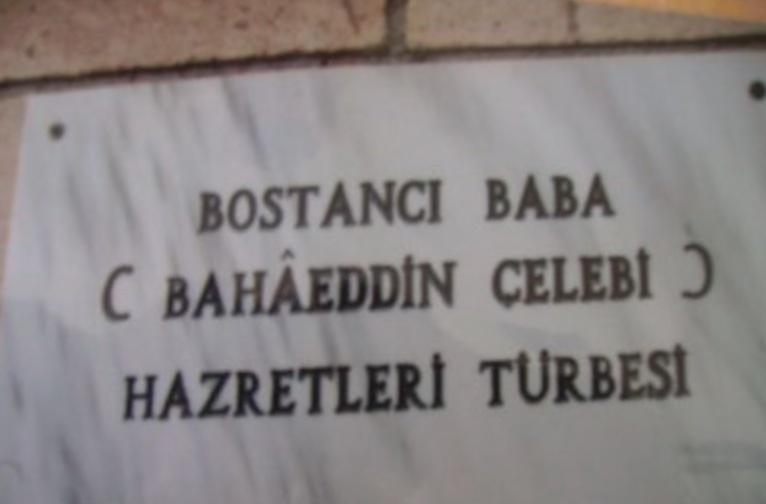 BOSTANCI BABA
( BAHÂEDDİN ÇELEBİ )
HAZRETLERİ TÜRBESİ